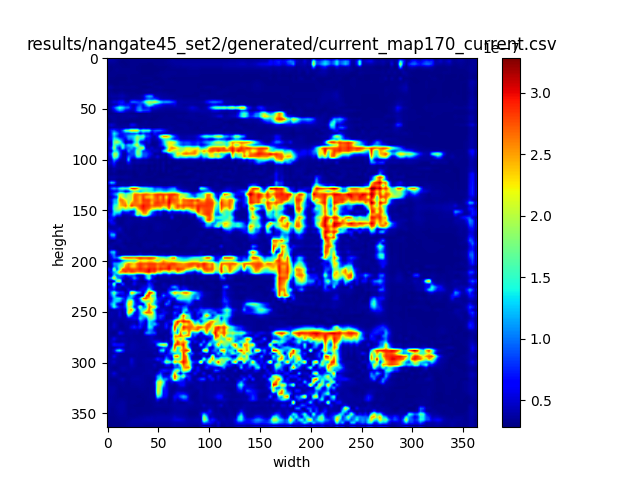 results/nangate45_set2/generated/current_map170_current.csv
1e−7
0
50
100
150
200
250
300
350
height
0 50 100 150 200 250 300 350
width
3.0
2.5
2.0
1.5
1.0
0.5